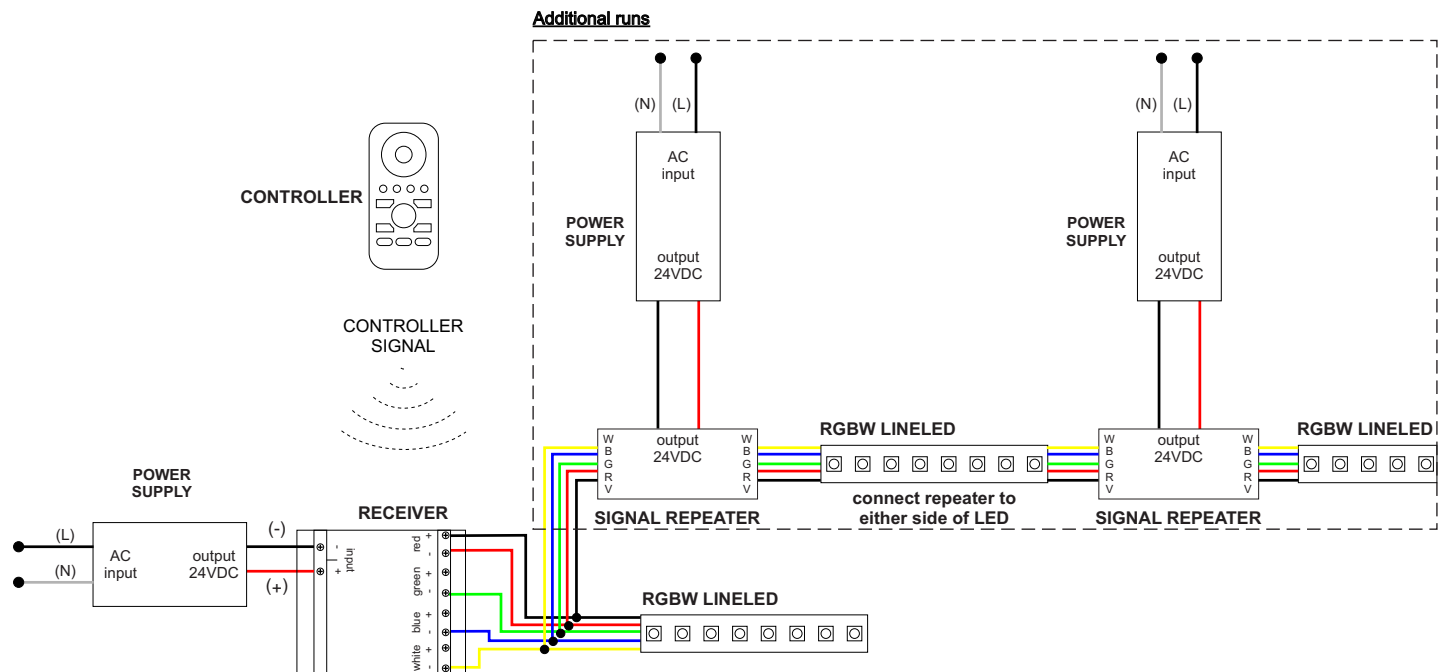 Additional runs
(N) (L)
AC
input
POWER
SUPPLY
output
24VDC
(N) (L)
AC
input
POWER
SUPPLY
output
24VDC
CONTROLLER
CONTROLLER
SIGNAL
W
B
G
R
V
output
24VDC
W
B
G
R
V
SIGNAL REPEATER
RGBW LINELED
connect repeater to
either side of LED
W
B
G
R
V
output
24VDC
W
B
G
R
V
SIGNAL REPEATER
RGBW LINELED
POWER
SUPPLY
(L)
(N)
AC
input
output
24VDC
(-)
(+)
RECEIVER
- +
input
red - +
green - +
blue - +
white - +
RGBW LINELED